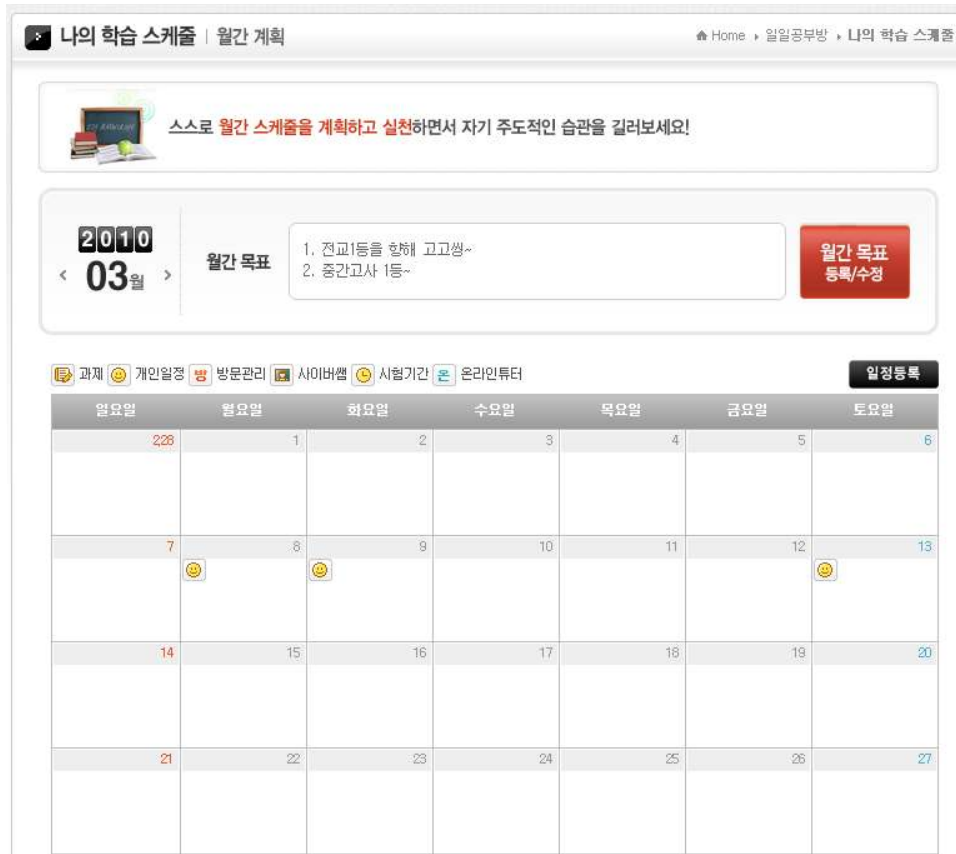 나의 학습 스케줄 | 월간 계획
Home › 일일공부방 › 나의 학습 스케줄
스스로 월간 스케줄을 계획하고 실천하면서 자기 주도적인 습관을 길러보세요!
2010
03월
월간 목표
1. 전교1등을 향해 고고씽~
2. 중간고사 1등~
월간 목표
등록/수정
과제 개인일정 방 방문관리 사이버쌤 시험기간 온 온라인튜터
일정등록
일요일 월요일 화요일 수요일 목요일 금요일 토요일
228 1 2 3 4 5 6
7 8 9 10 11 12 13
14 15 16 17 18 19 20
21 22 23 24 25 26 27